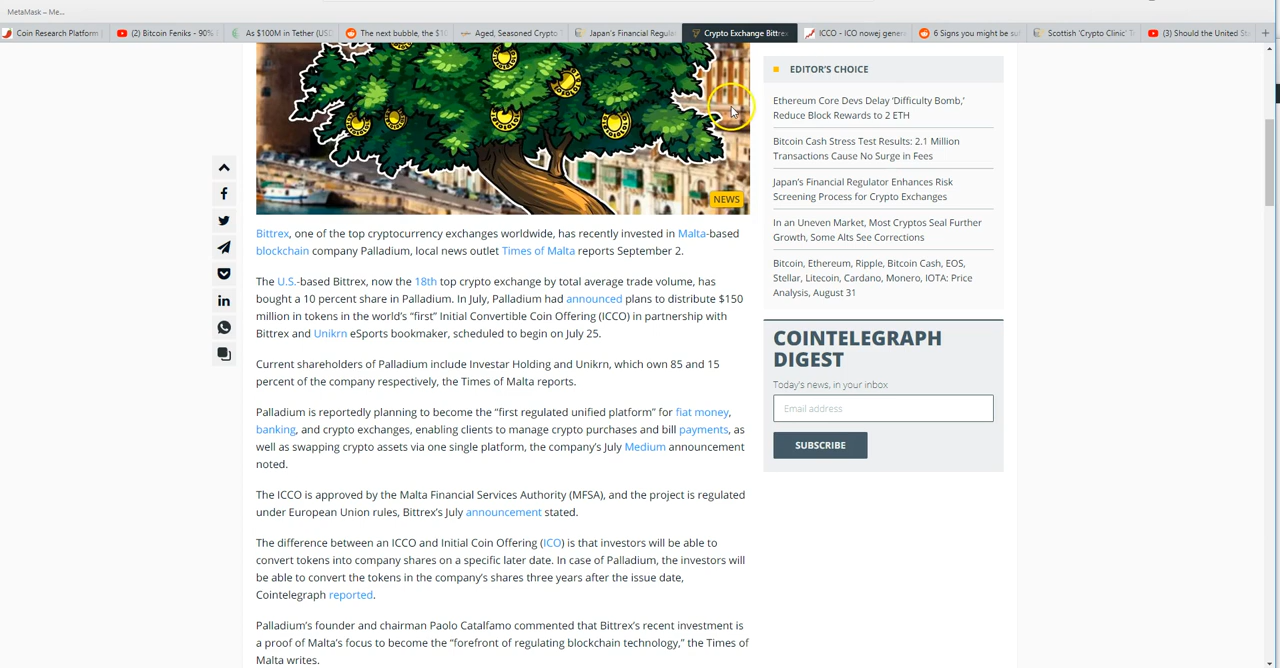 MetaMask – Me...
Coin Research Platform
(2) Bitcoin Feniks - 90%
As $100M in Tether (USD
The next bubble, the $10
Aged, Seasoned Crypto
Japan's Financial Regula
Crypto Exchange Bittrex
ICCO - ICO nowej gener
6 Signs you might be su
Scottish 'Crypto Clinic' T
(3) Should the United St
NEWS
Bittrex, one of the top cryptocurrency exchanges worldwide, has recently invested in Malta-based
blockchain company Palladium, local news outlet Times of Malta reports September 2.
The U.S.-based Bittrex, now the 18th top crypto exchange by total average trade volume, has
bought a 10 percent share in Palladium. In July, Palladium had announced plans to distribute $150
million in tokens in the world's “first” Initial Convertible Coin Offering (ICCO) in partnership with
Bittrex and Unikrn eSports bookmaker, scheduled to begin on July 25.
Current shareholders of Palladium include Investar Holding and Unikrn, which own 85 and 15
percent of the company respectively, the Times of Malta reports.
Palladium is reportedly planning to become the “first regulated unified platform” for fiat money,
banking, and crypto exchanges, enabling clients to manage crypto purchases and bill payments, as
well as swapping crypto assets via one single platform, the company's July Medium announcement
noted.
The ICCO is approved by the Malta Financial Services Authority (MFSA), and the project is regulated
under European Union rules, Bittrex's July announcement stated.
The difference between an ICCO and Initial Coin Offering (ICO) is that investors will be able to
convert tokens into company shares on a specific later date. In case of Palladium, the investors will
be able to convert the tokens in the company's shares three years after the issue date,
Cointelegraph reported.
Palladium's founder and chairman Paolo Catalfamo commented that Bittrex's recent investment is
a proof of Malta's focus to become the “forefront of regulating blockchain technology,” the Times of
Malta writes.
EDITOR'S CHOICE
Ethereum Core Devs Delay ‘Difficulty Bomb,’
Reduce Block Rewards to 2 ETH
Bitcoin Cash Stress Test Results: 2.1 Million
Transactions Cause No Surge in Fees
Japan's Financial Regulator Enhances Risk
Screening Process for Crypto Exchanges
In an Uneven Market, Most Cryptos Seal Further
Growth, Some Alts See Corrections
Bitcoin, Ethereum, Ripple, Bitcoin Cash, EOS,
Stellar, Litecoin, Cardano, Monero, IOTA: Price
Analysis, August 31
COINTELEGRAPH
DIGEST
Today's news, in your inbox
Email address
SUBSCRIBE